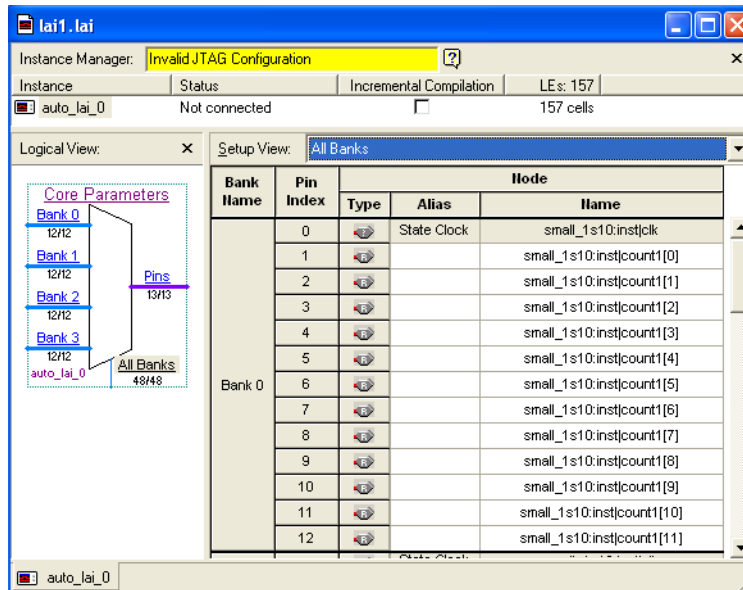 lai1.lai
Instance Manager: Invalid JTAG Configuration
Instance Status Incremental Compilation LEs: 157
auto_lai_0 Not connected 157 cells
Logical View: Setup View: All Banks
Core Parameters
Bank 0
12/12
Bank 1
12/12
Bank 2
12/12
Bank 3
12/12
Pins
13/13
auto_lai_0
All Banks
48/48
Bank Name Pin Index Node
Type Alias Name
Bank 0
0 State Clock small_1s10:inst|clk
1 small_1s10:inst|count1[0]
2 small_1s10:inst|count1[1]
3 small_1s10:inst|count1[2]
4 small_1s10:inst|count1[3]
5 small_1s10:inst|count1[4]
6 small_1s10:inst|count1[5]
7 small_1s10:inst|count1[6]
8 small_1s10:inst|count1[7]
9 small_1s10:inst|count1[8]
10 small_1s10:inst|count1[9]
11 small_1s10:inst|count1[10]
12 small_1s10:inst|count1[11]
auto_lai_0